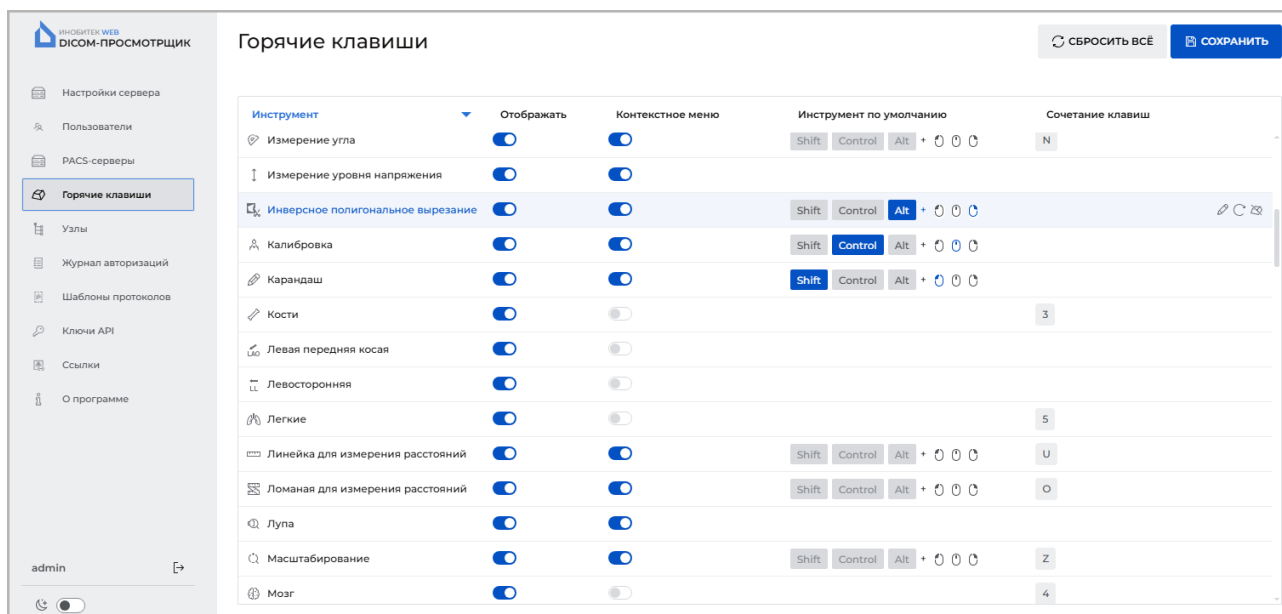 ИНОБИТЕК WEB
DICOM-ПРОСМОТРЩИК
Настройки сервера
Пользователи
PACS-серверы
Горячие клавиши
Узлы
Журнал авторизаций
Шаблоны протоколов
Ключи API
Ссылки
О программе
admin
Горячие клавиши
СБРОСИТЬ ВСЁ
СОХРАНИТЬ
Инструмент Отображать Контекстное меню Инструмент по умолчанию Сочетание клавиш
Измерение угла Shift Control Alt + N
Измерение уровня напряжения
Инверсное полигональное вырезание Shift Control Alt +
Калибровка Shift Control Alt +
Карандаш Shift Control Alt +
Кости 3
LAO Левая передняя косая
LL Левосторонняя
Легкие 5
Линейка для измерения расстояний Shift Control Alt + U
Ломаная для измерения расстояний Shift Control Alt + O
Лупа
Масштабирование Shift Control Alt + Z
Мозг 4